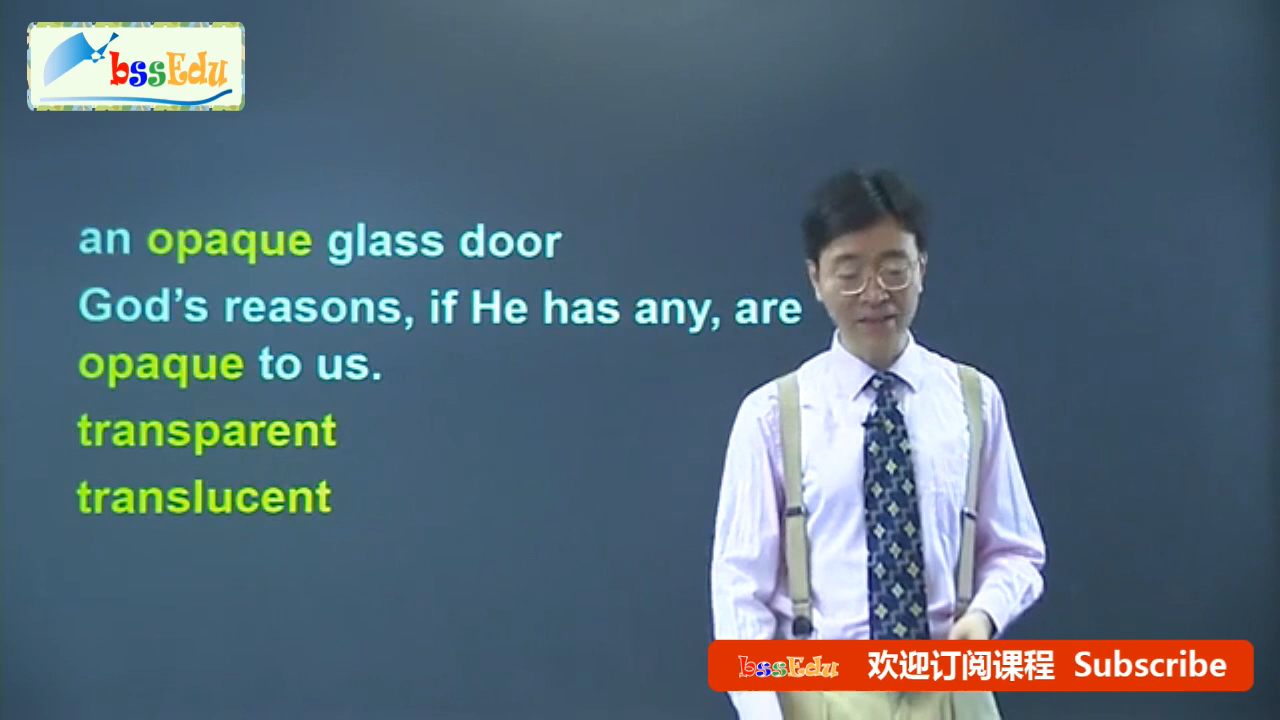 bssEdu
an opaque glass door
God’s reasons, if He has any, are
opaque to us.
transparent
translucent
bssEdu 欢迎订阅课程 Subscribe